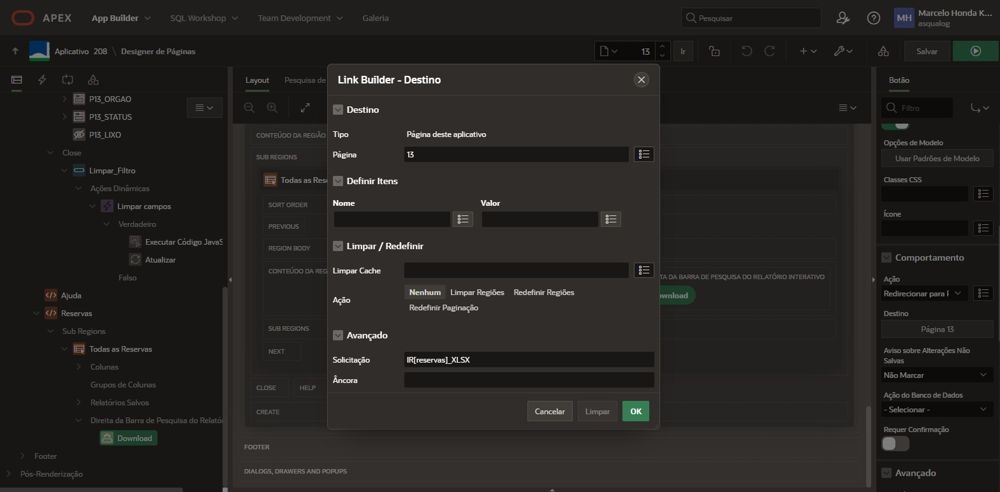 APEX
App Builder
SQL Workshop
Team Development
Galeria
Pesquisar
MH
Marcelo Honda K...
asqualog
Aplicativo 208 \ Designer de Páginas
13
Ir
Salvar
P13_ORGAO
P13_STATUS
P13_LIXO
Close
Limpar_Filtro
Ações Dinâmicas
Limpar campos
Verdadeiro
Executar Código JavaS
Atualizar
Falso
Ajuda
Reservas
Sub Regions
Todas as Reservas
Colunas
Grupos de Colunas
Relatórios Salvos
Direita da Barra de Pesquisa do Relató
Download
Footer
Pós-Renderização
Layout
Pesquisa de
CONTEÚDO DA REGIÃO
SUB REGIONS
Todas as Rese
SORT ORDER
PREVIOUS
REGION BODY
CONTEÚDO DA REG
TA DA BARRA DE PESQUISA DO RELATÓRIO INTERATIVO
wnload
SUB REGIONS
NEXT
CLOSE
HELP
CREATE
FOOTER
DIALOGS, DRAWERS AND POPUPS
Link Builder - Destino
Destino
Tipo
Página deste aplicativo
Página
13
Definir Itens
Nome
Valor
Limpar / Redefinir
Limpar Cache
Ação
Nenhum
Limpar Regiões
Redefinir Regiões
Redefinir Paginação
Avançado
Solicitação
IR[reservas]_XLSX
Âncora
Cancelar
Limpar
OK
Botão
Filtro
Opções de Modelo
Usar Padrões de Modelo
Classes CSS
Ícone
Comportamento
Ação
Redirecionar para P
Destino
Página 13
Aviso sobre Alterações Não
Salvas
Não Marcar
Ação do Banco de Dados
- Selecionar -
Requer Confirmação
Avançado